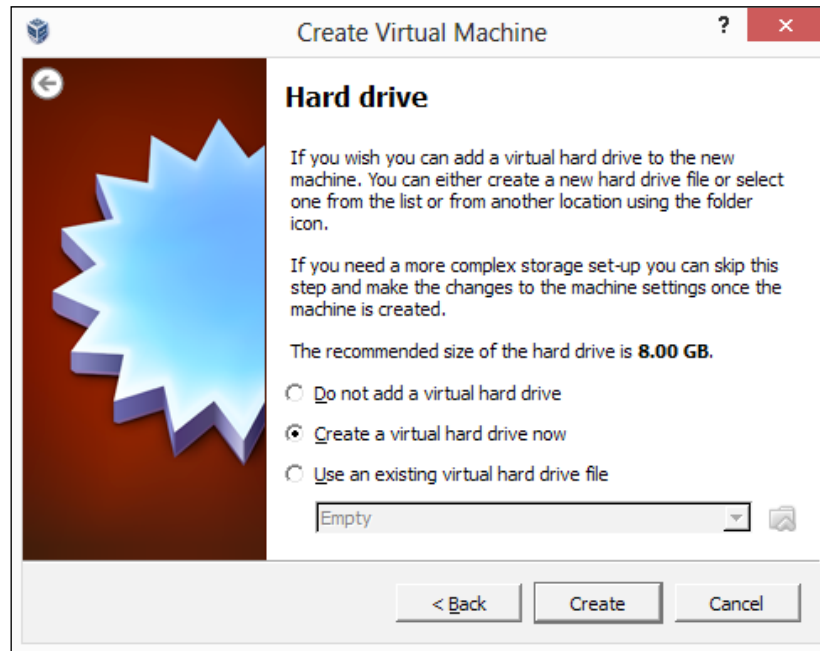 Create Virtual Machine
?
Hard drive
If you wish you can add a virtual hard drive to the new
machine. You can either create a new hard drive file or select
one from the list or from another location using the folder
icon.
If you need a more complex storage set-up you can skip this
step and make the changes to the machine settings once the
machine is created.
The recommended size of the hard drive is 8.00 GB.
Do not add a virtual hard drive
Create a virtual hard drive now
Use an existing virtual hard drive file
Empty
< Back
Create
Cancel